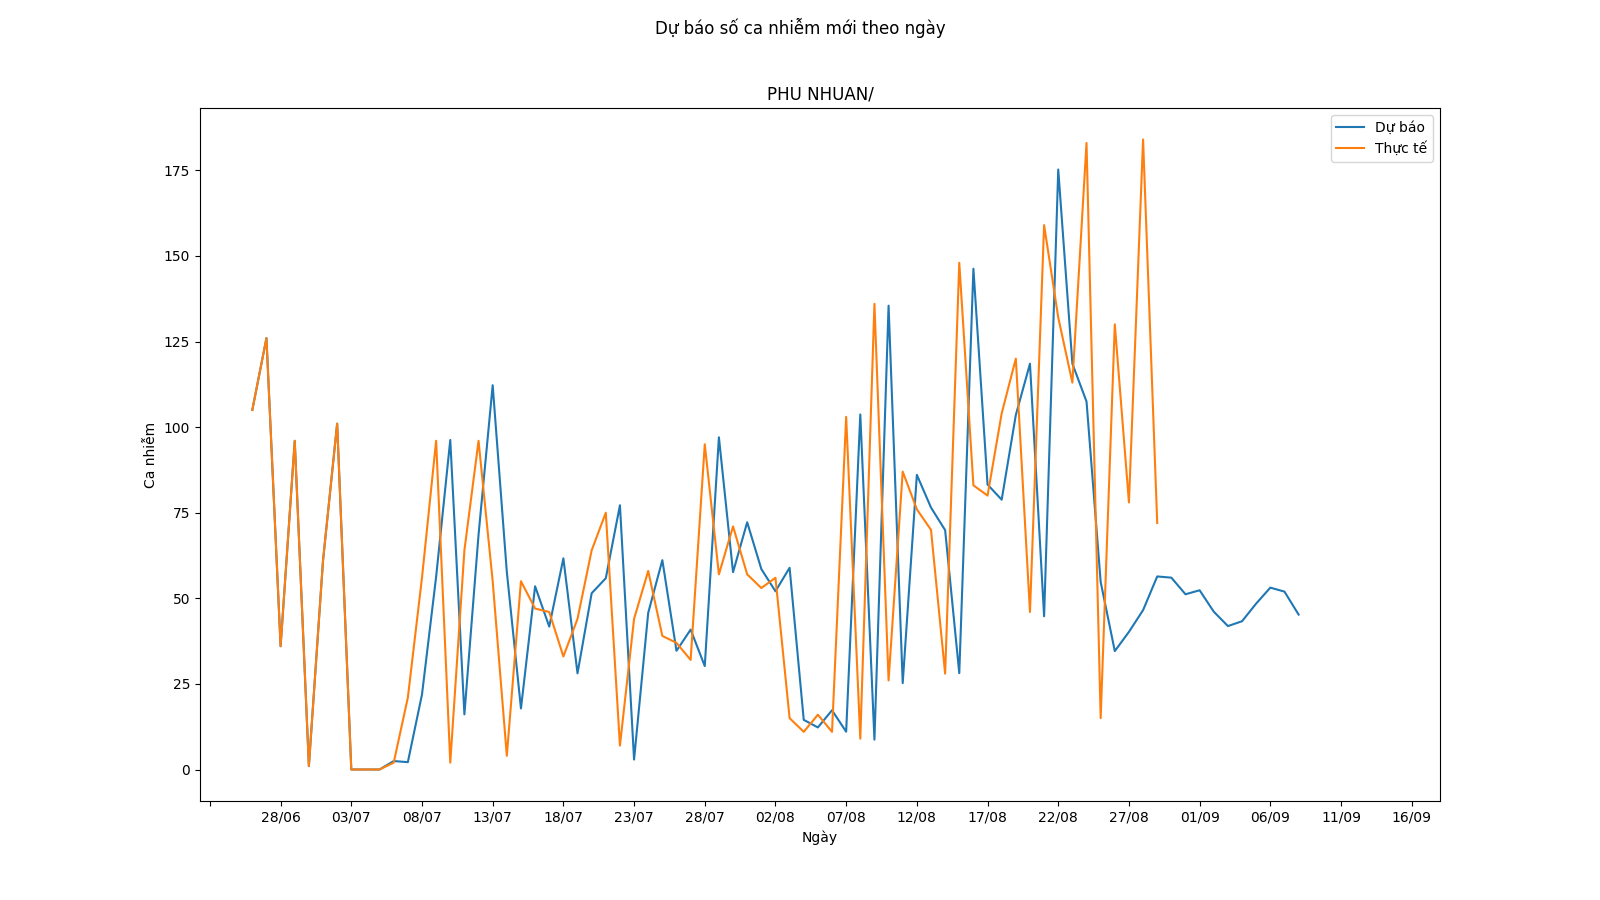 Dự báo số ca nhiễm mới theo ngày
PHU NHUAN/
Dự báo
Thực tế
175
150
125
100
75
50
25
0
Ca nhiễm
28/06 03/07 08/07 13/07 18/07 23/07 28/07 02/08 07/08 12/08 17/08 22/08 27/08 01/09 06/09 11/09 16/09
Ngày